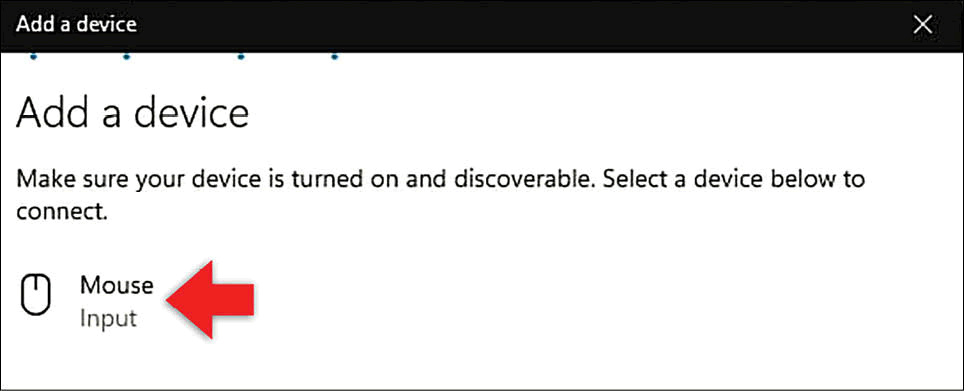 Add a device
Add a device
Make sure your device is turned on and discoverable. Select a device below to
connect.
Mouse
Input